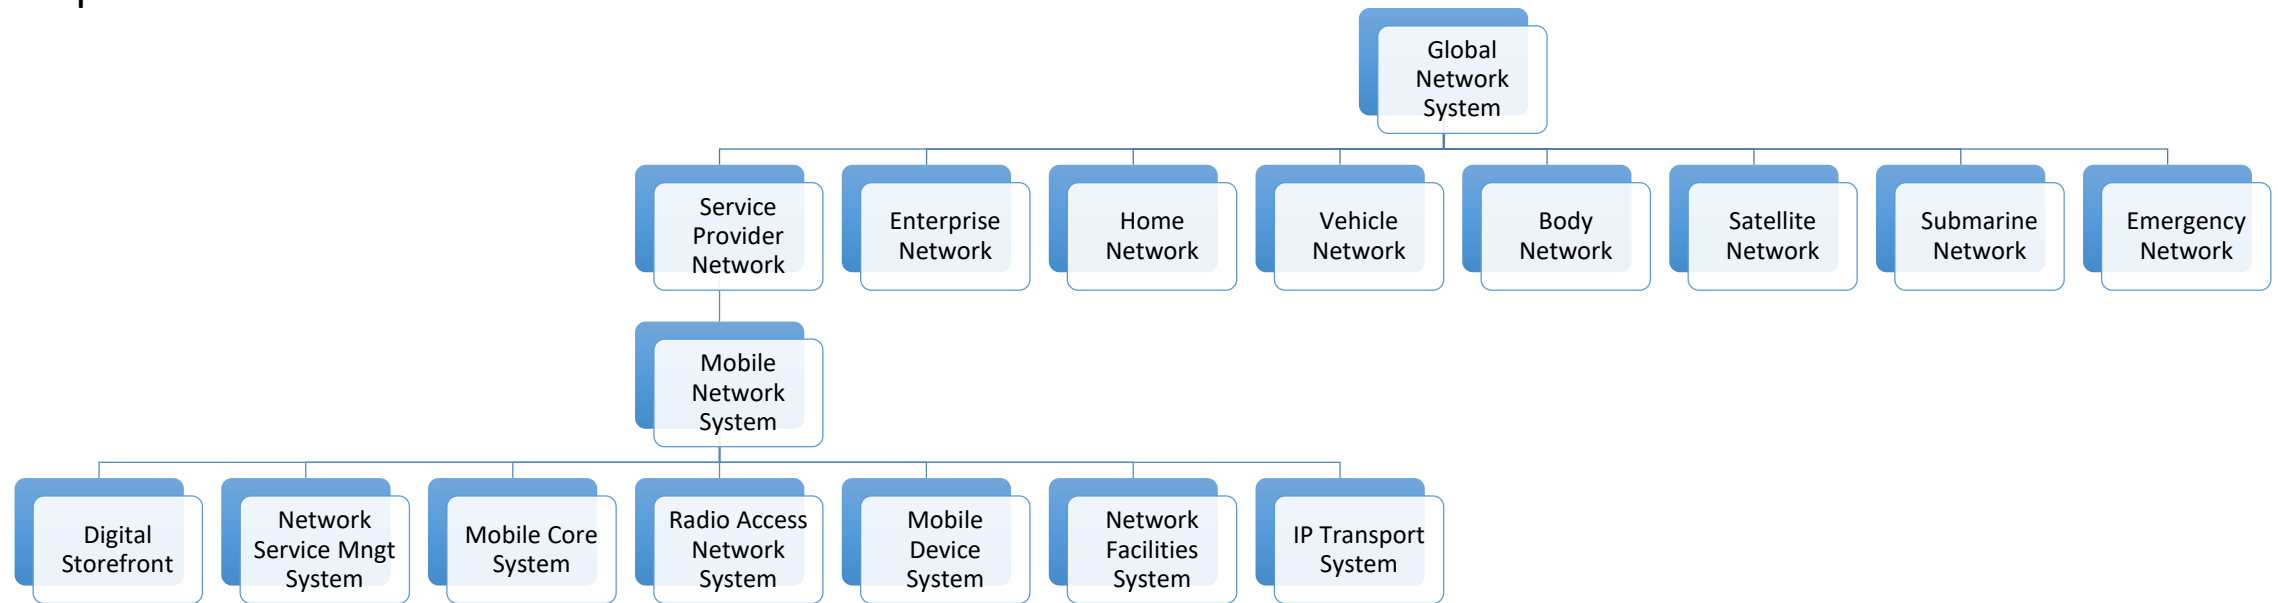 Global
Network
System
Service
Provider
Network
Enterprise
Network
Home
Network
Vehicle
Network
Body
Network
Satellite
Network
Submarine
Network
Emergency
Network
Mobile
Network
System
Digital
Storefront
Network
Service Mngt
System
Mobile Core
System
Radio Access
Network
System
Mobile
Device
System
Network
Facilities
System
IP Transport
System